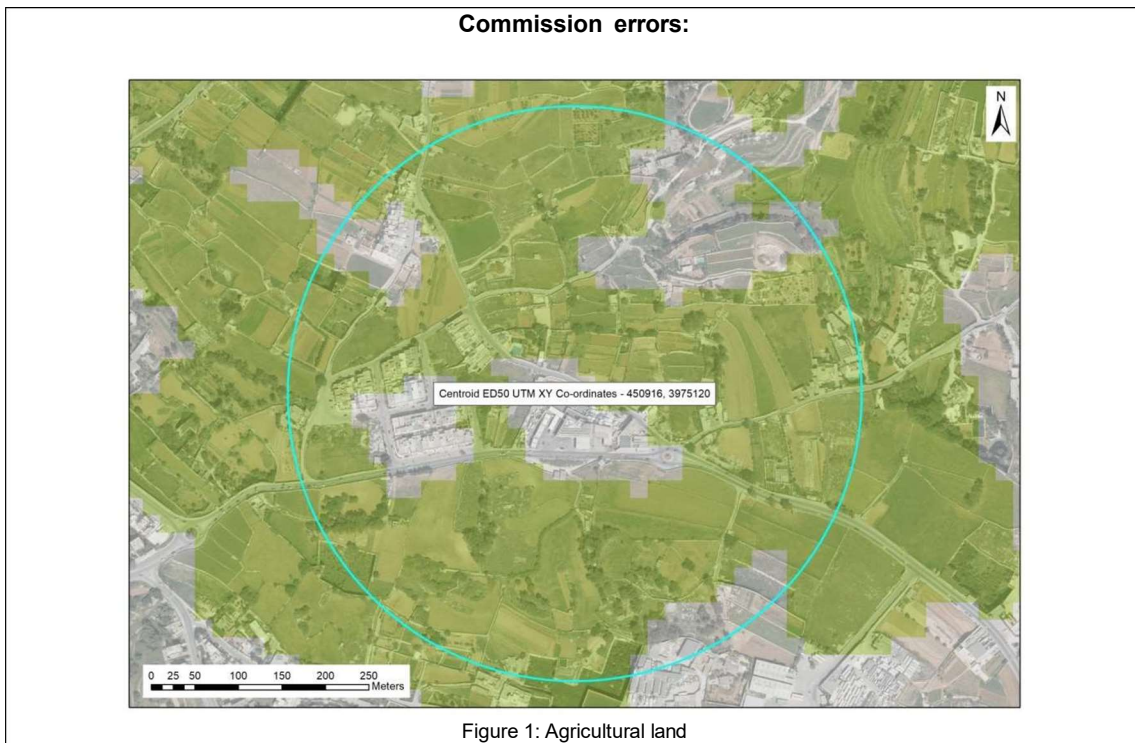 Commission errors:
N
Centroid ED50 UTM XY Co-ordinates - 450916, 3975120
0 25 50 100 150 200 250
Meters
Figure 1: Agricultural land